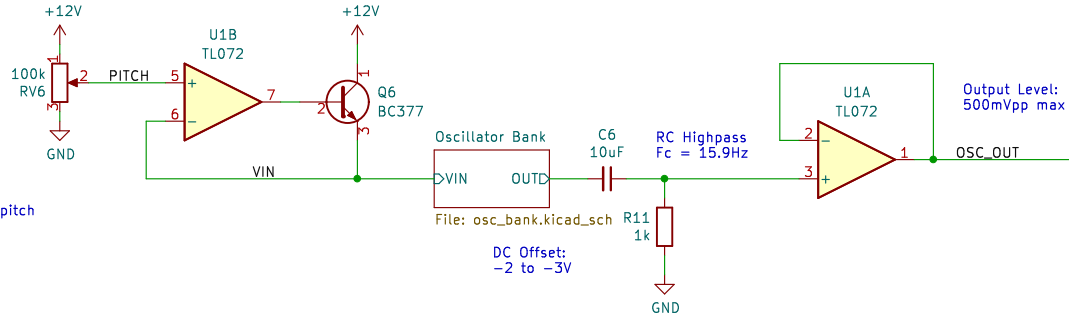 +12V
+12V
U1B
TL072
100k
RV6
1
2
3
PITCH
5
+
6
−
7
1
2
3
Q6
BC377
GND
VIN
Oscillator Bank
VIN
OUT
File: osc_bank.kicad_sch
C6
10uF
RC Highpass
Fc = 15.9Hz
U1A
TL072
2
−
3
+
1
OSC_OUT
Output Level:
500mVpp max
pitch
R11
1k
DC Offset:
-2 to -3V
GND